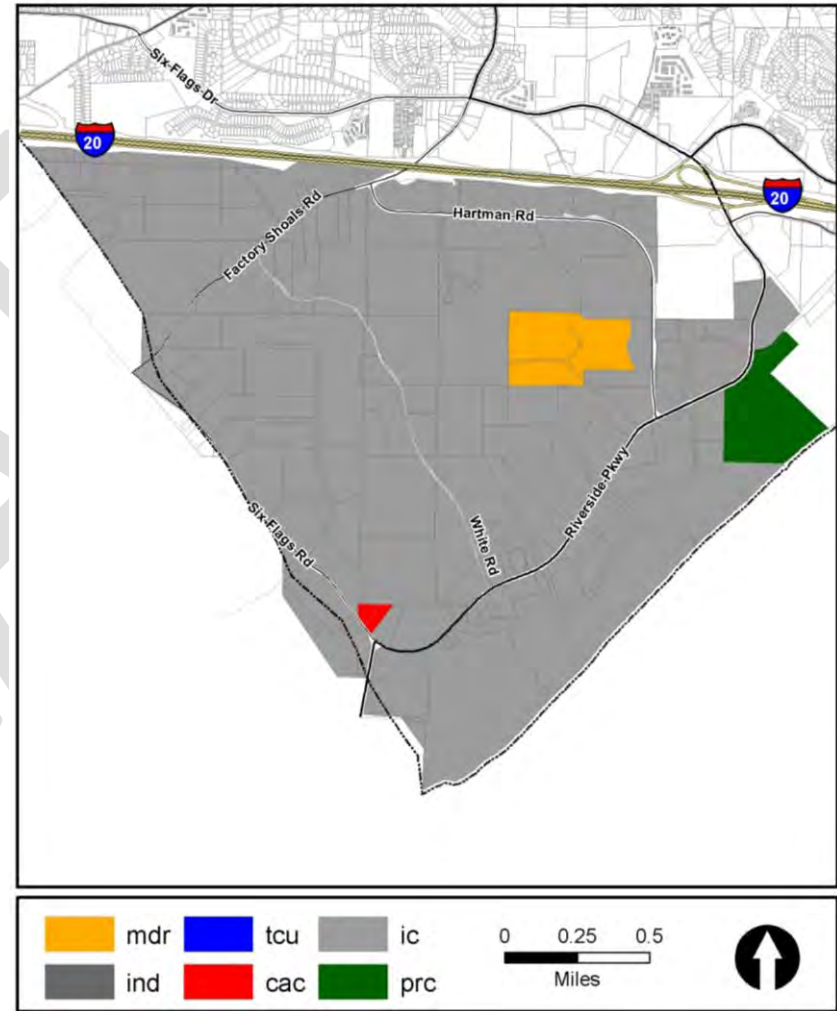 Six Flags Dr
20
20
Hartman Rd
Factory Shoals Rd
Riverside Pkwy
White Rd
Six Flags Rd
mdr tcu ic
ind cac prc
0 0.25 0.5
Miles